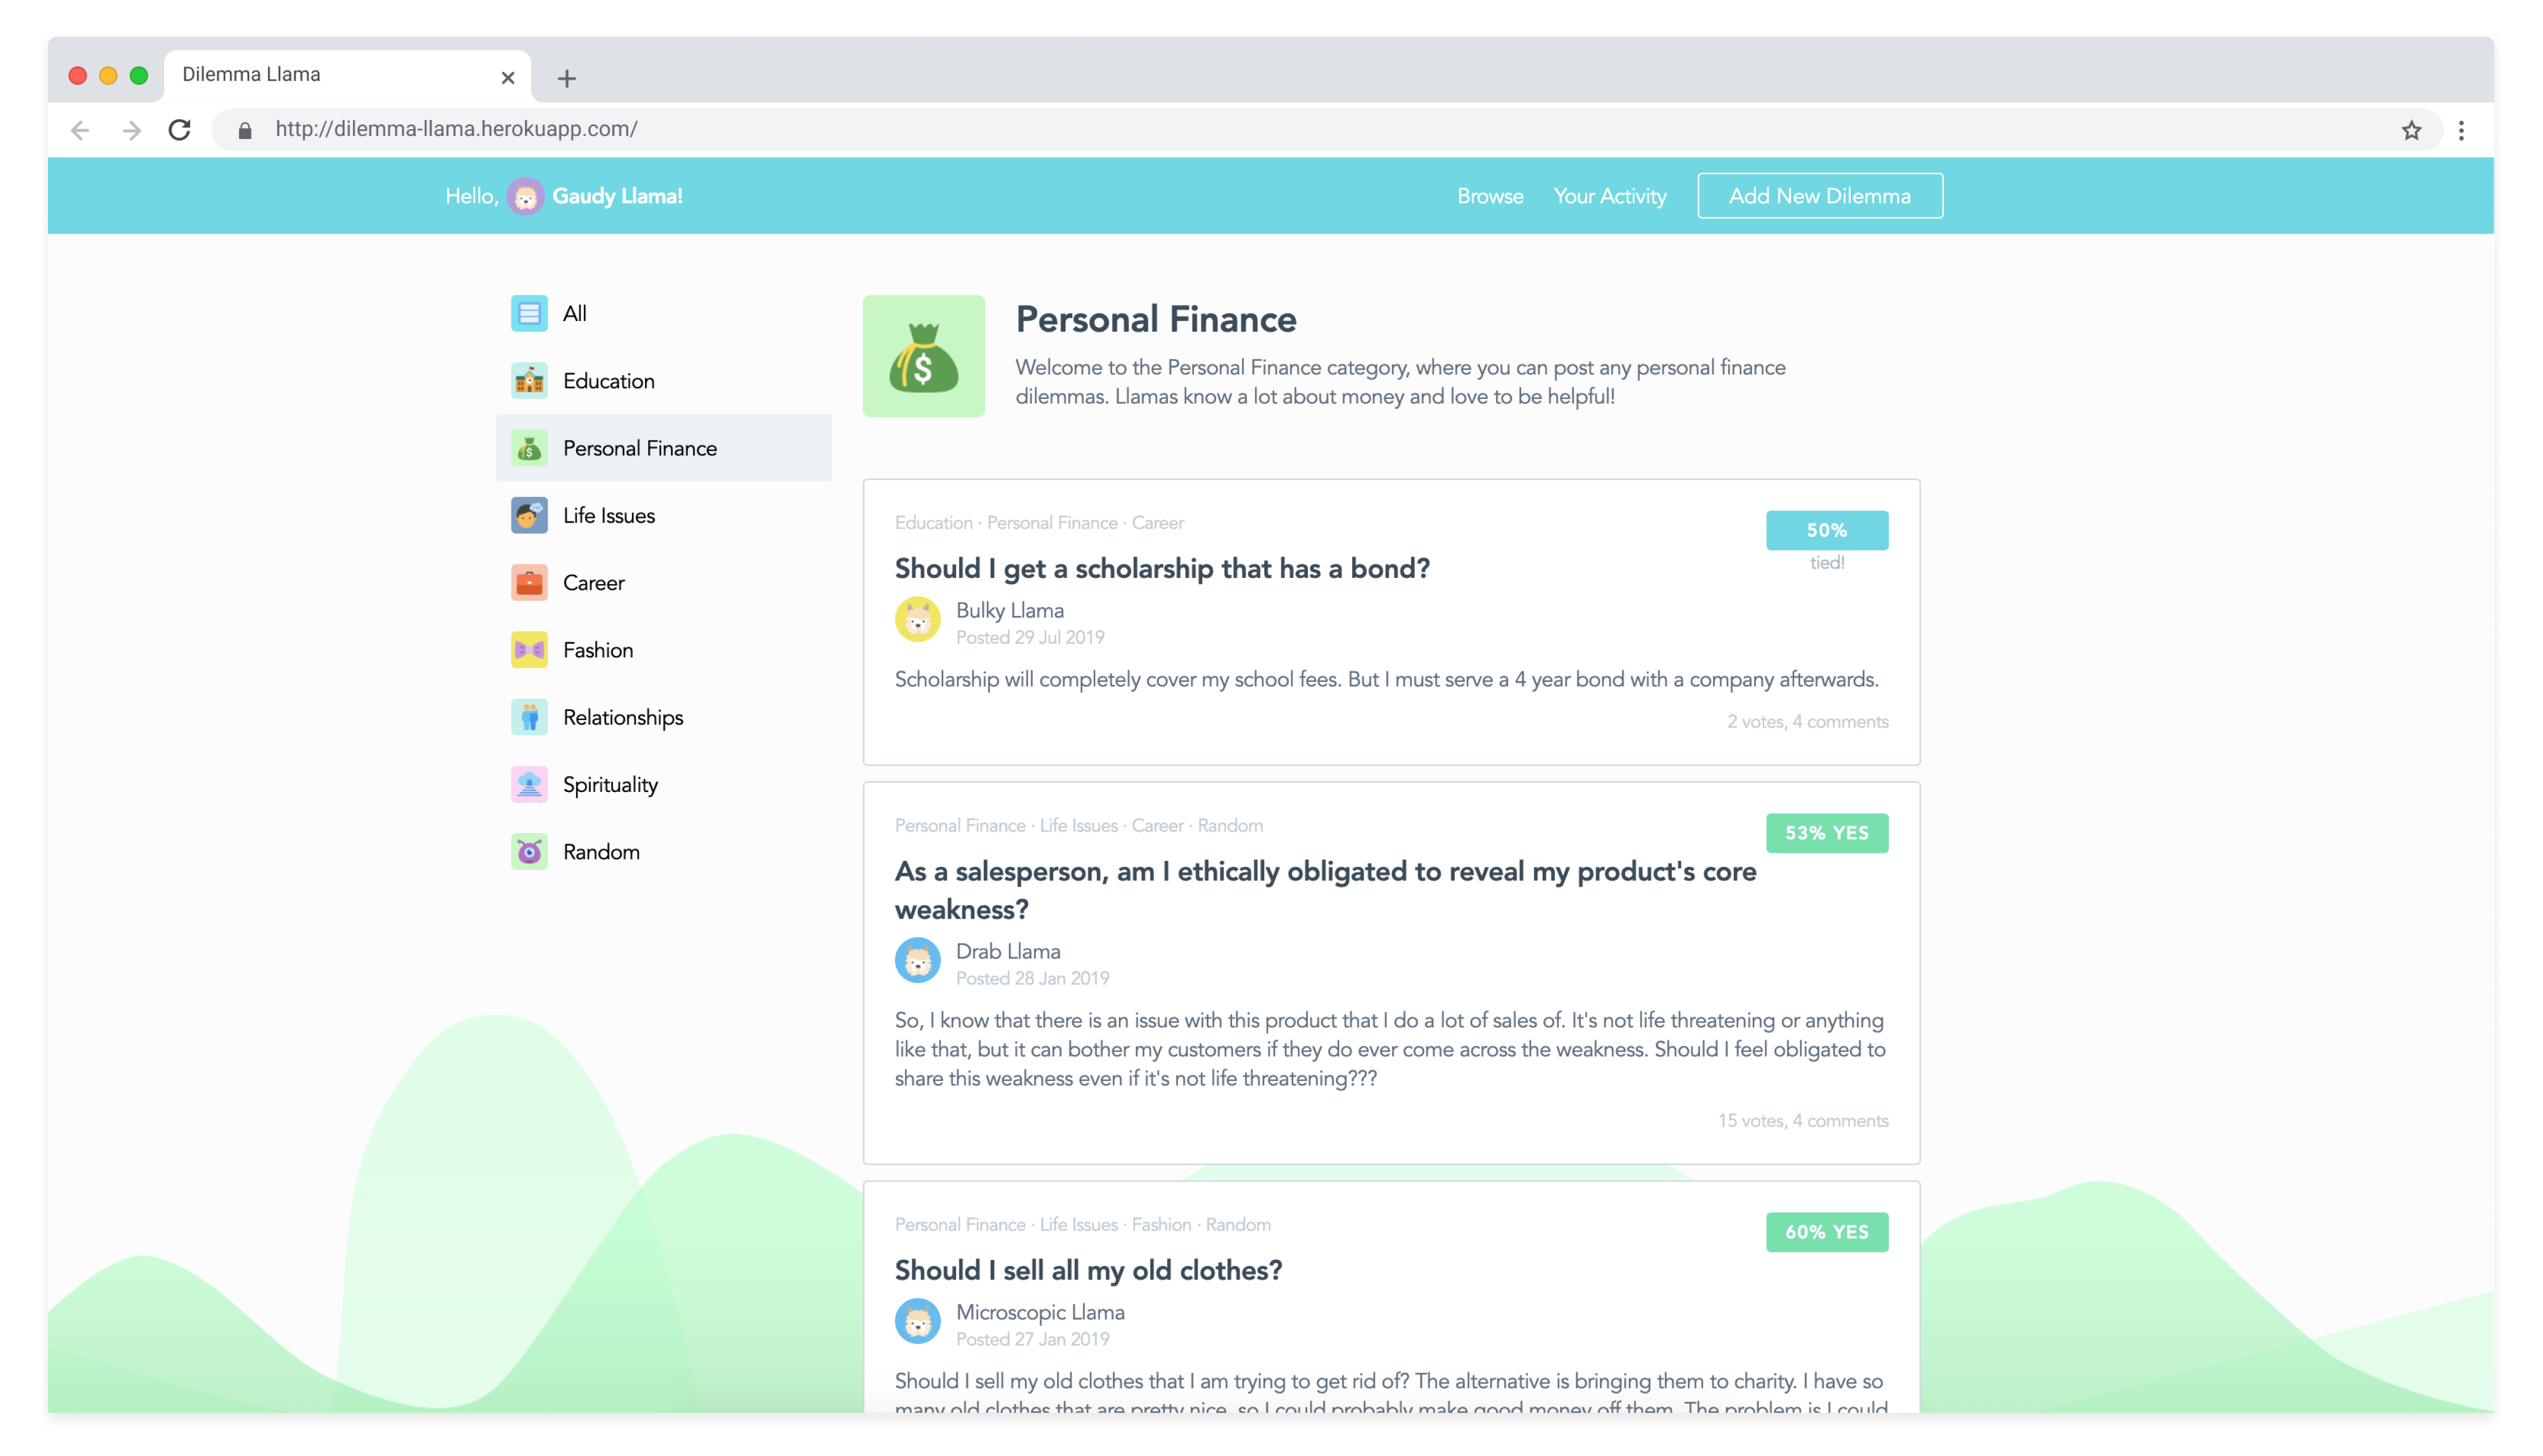 Dilemma Llama
http://dilemma-llama.herokuapp.com/
Hello, Gaudy Llama!
Browse
Your Activity
Add New Dilemma
All
Education
Personal Finance
Life Issues
Career
Fashion
Relationships
Spirituality
Random
Personal Finance
Welcome to the Personal Finance category, where you can post any personal finance
dilemmas. Llamas know a lot about money and love to be helpful!
Education · Personal Finance · Career
50%
tied!
Should I get a scholarship that has a bond?
Bulky Llama
Posted 29 Jul 2019
Scholarship will completely cover my school fees. But I must serve a 4 year bond with a company afterwards.
2 votes, 4 comments
Personal Finance · Life Issues · Career · Random
53% YES
As a salesperson, am I ethically obligated to reveal my product's core
weakness?
Drab Llama
Posted 28 Jan 2019
So, I know that there is an issue with this product that I do a lot of sales of. It's not life threatening or anything
like that, but it can bother my customers if they do ever come across the weakness. Should I feel obligated to
share this weakness even if it's not life threatening???
15 votes, 4 comments
Personal Finance · Life Issues · Fashion · Random
60% YES
Should I sell all my old clothes?
Microscopic Llama
Posted 27 Jan 2019
Should I sell my old clothes that I am trying to get rid of? The alternative is bringing them to charity. I have so
many old clothes that are pretty nice, so I could probably make good money off them. The problem is I could